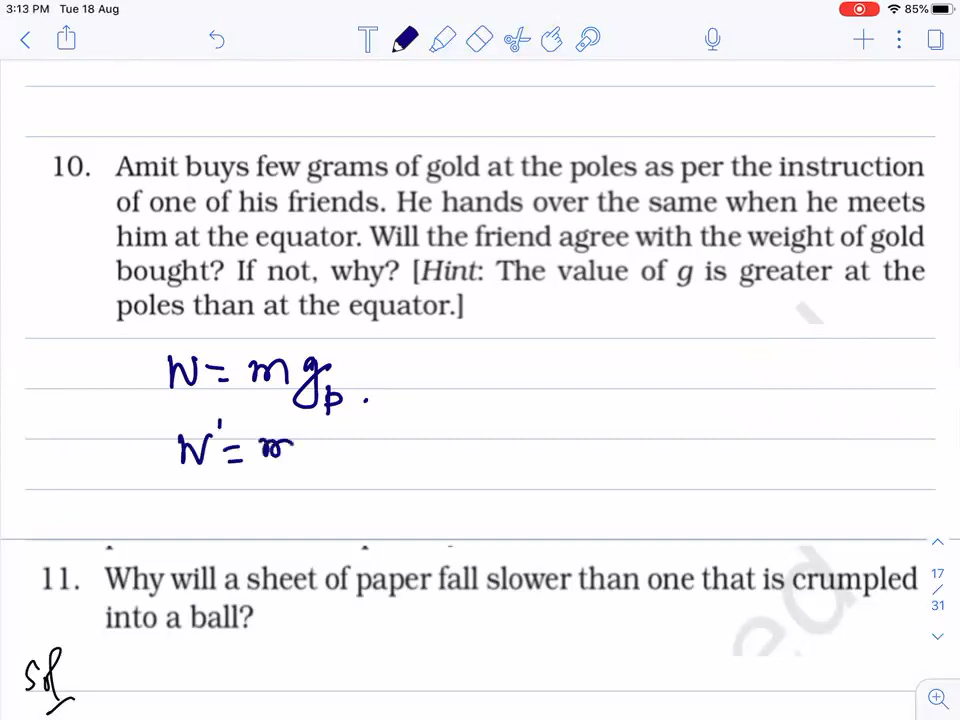 3:13 PM Tue 18 Aug 85%
10. Amit buys few grams of gold at the poles as per the instruction
of one of his friends. He hands over the same when he meets
him at the equator. Will the friend agree with the weight of gold
bought? If not, why? [Hint: The value of g is greater at the
poles than at the equator.]
W = m g_p .
W' = m
11. Why will a sheet of paper fall slower than one that is crumpled
into a ball?
17
/
31
ed
Sol